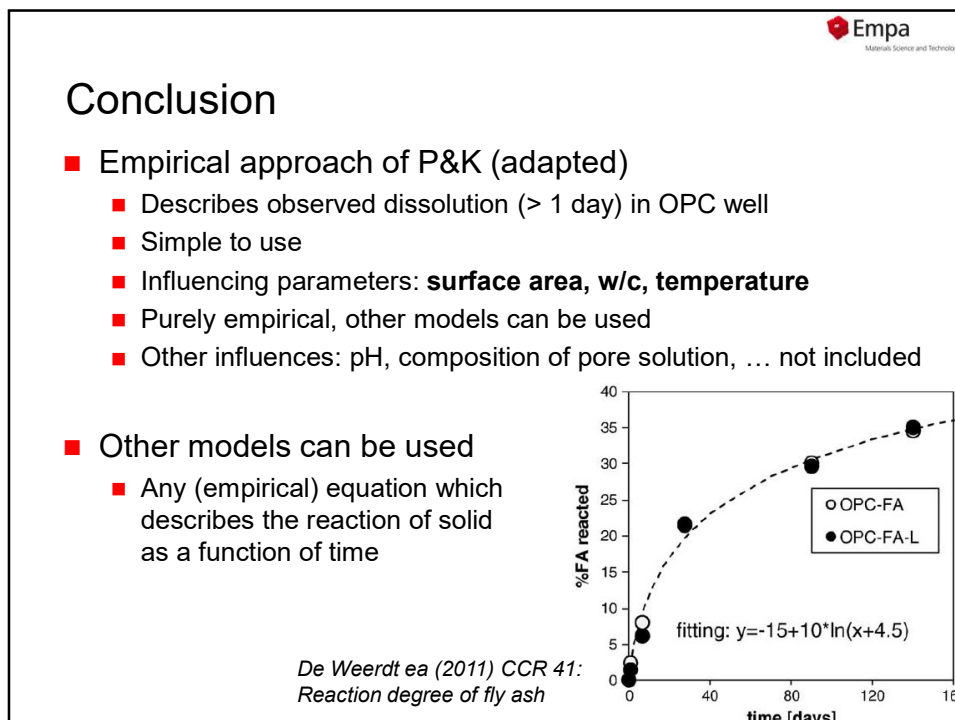 Empa
Materials Science and Technolo
Conclusion
Empirical approach of P&K (adapted)
Describes observed dissolution (> 1 day) in OPC well
Simple to use
Influencing parameters: surface area, w/c, temperature
Purely empirical, other models can be used
Other influences: pH, composition of pore solution, … not included
Other models can be used
Any (empirical) equation which
describes the reaction of solid
as a function of time
De Weerdt ea (2011) CCR 41:
Reaction degree of fly ash
%FA reacted
40
35
30
25
20
15
10
5
0
OPC-FA
OPC-FA-L
fitting: y=-15+10*ln(x+4.5)
0 40 80 120 16
time [days]